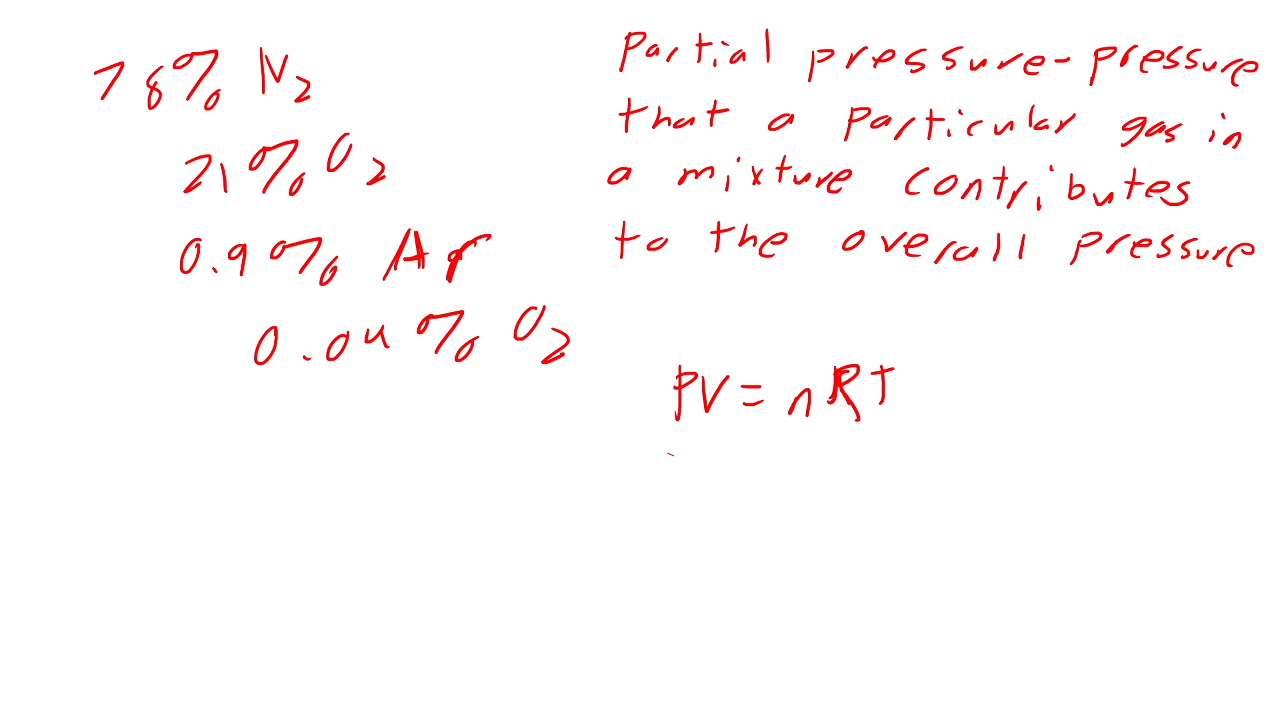 78% N2
21% O2
0.9% Ar
0.04% O2
Partial pressure-pressure
that a particular gas in
a mixture contributes
to the overall pressure
PV = nRT